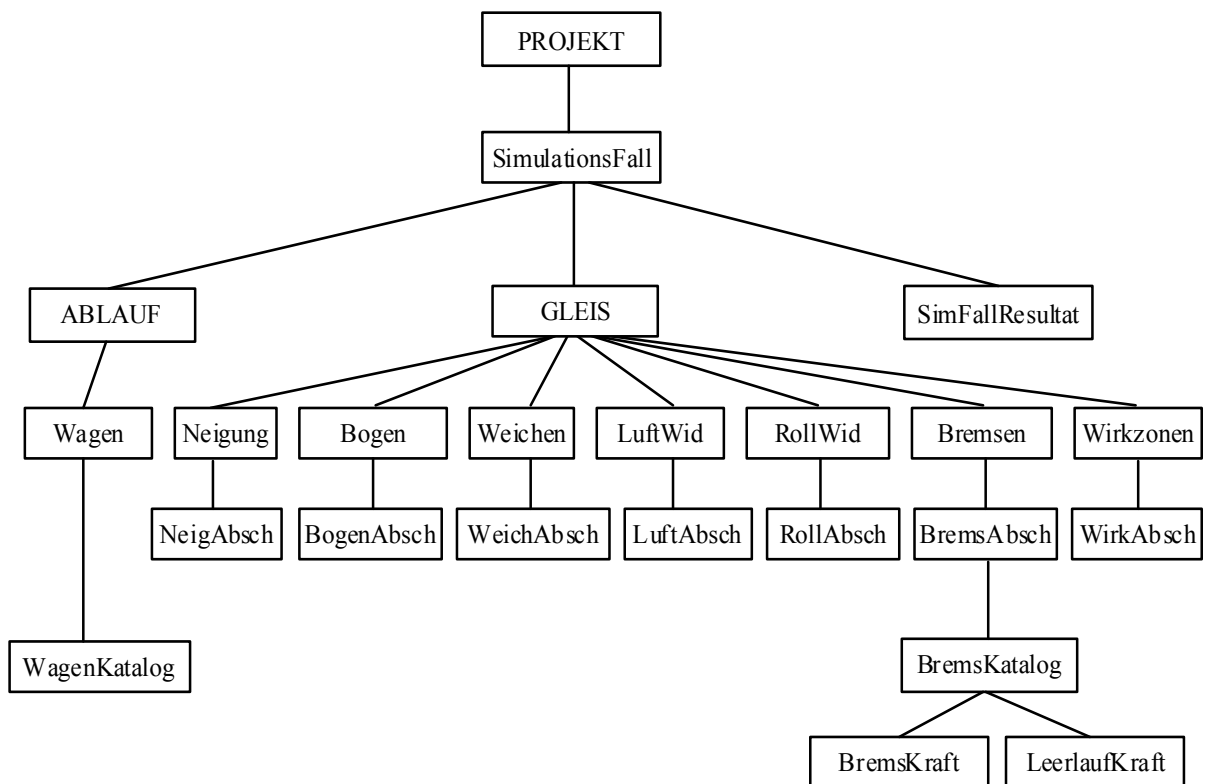 PROJEKT
SimulationsFall
ABLAUF
GLEIS
SimFallResultat
Wagen
Neigung
Bogen
Weichen
LuftWid
RollWid
Bremsen
Wirkzonen
NeigAbsch
BogenAbsch
WeichAbsch
LuftAbsch
RollAbsch
BremsAbsch
WirkAbsch
WagenKatalog
BremsKatalog
BremsKraft
LeerlaufKraft